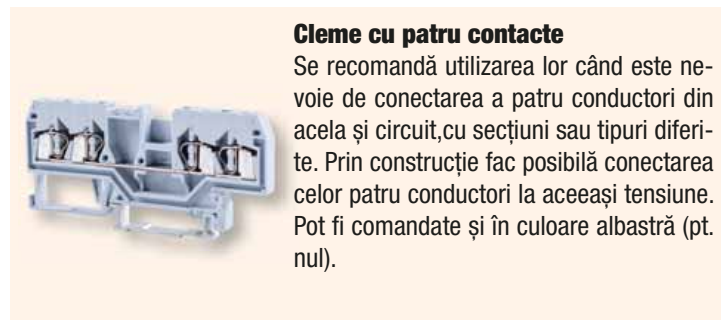 Cleme cu patru contacte
Se recomandă utilizarea lor când este ne-
voie de conectarea a patru conductori din
acela și circuit,cu secțiuni sau tipuri diferi-
te. Prin construcție fac posibilă conectarea
celor patru conductori la aceeași tensiune.
Pot fi comandate și în culoare albastră (pt.
nul).